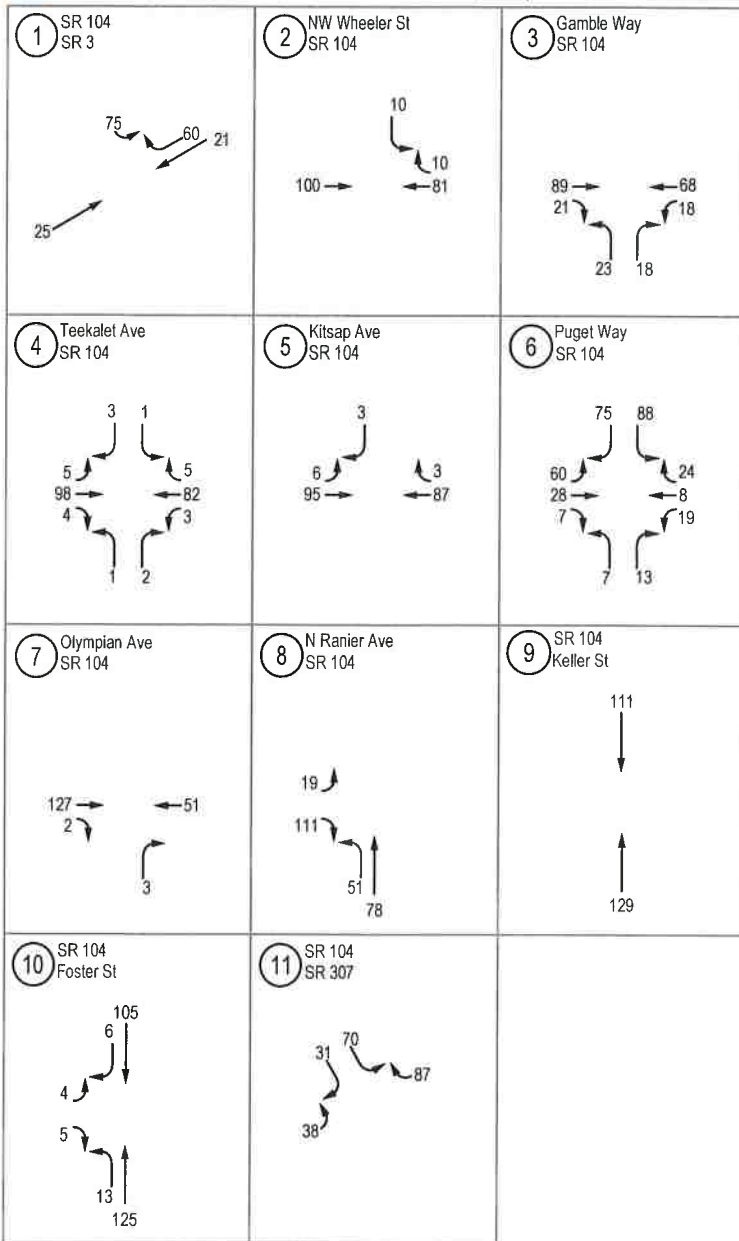 1 SR 104
SR 3
75
60
21
25
2 NW Wheeler St
SR 104
10
10
100
81
3 Gamble Way
SR 104
89
68
21
18
23
18
4 Teekalet Ave
SR 104
3
1
5
5
98
82
4
3
1
2
5 Kitsap Ave
SR 104
3
6
3
95
87
6 Puget Way
SR 104
75
88
60
24
28
8
7
19
7
13
7 Olympian Ave
SR 104
127
51
2
3
8 N Ranier Ave
SR 104
19
111
51
78
9 SR 104
Keller St
111
129
10 SR 104
Foster St
105
6
4
5
13
125
11 SR 104
SR 307
31
70
87
38